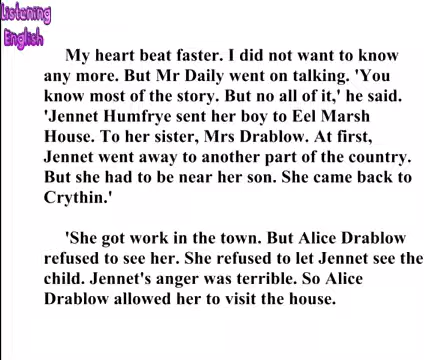 Listening
English
My heart beat faster. I did not want to know
any more. But Mr Daily went on talking. 'You
know most of the story. But no all of it,' he said.
'Jennet Humfrye sent her boy to Eel Marsh
House. To her sister, Mrs Drablow. At first,
Jennet went away to another part of the country.
But she had to be near her son. She came back to
Crythin.'
'She got work in the town. But Alice Drablow
refused to see her. She refused to let Jennet see the
child. Jennet's anger was terrible. So Alice
Drablow allowed her to visit the house.